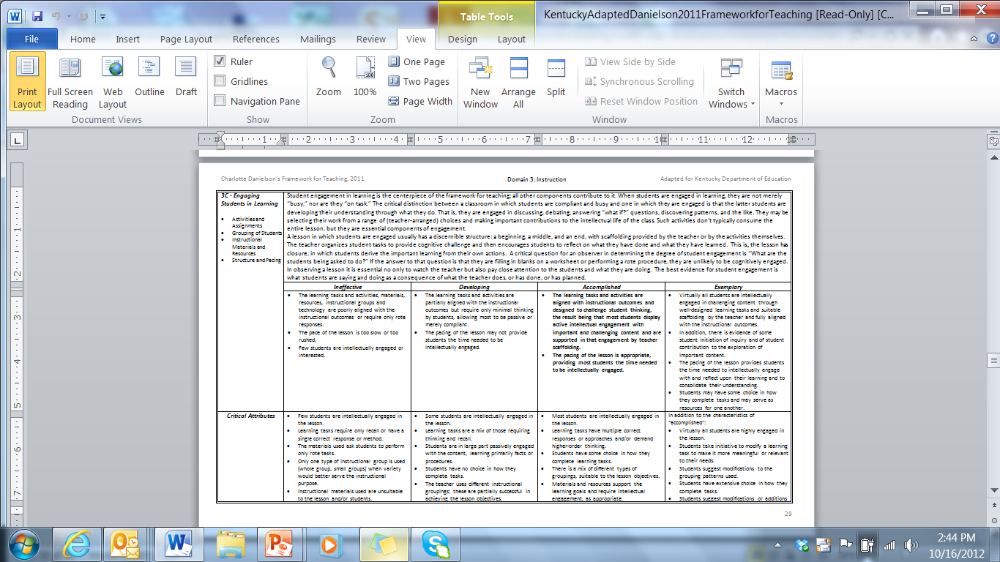 Table Tools
KentuckyAdaptedDanielson2011FrameworkforTeaching [Read-Only] [C...
File Home Insert Page Layout References Mailings Review View Design Layout
Print Layout
Full Screen Reading
Web Layout
Outline
Draft
Document Views
Ruler
Gridlines
Navigation Pane
Show
Zoom
100%
One Page
Two Pages
Page Width
Zoom
New Window
Arrange All
Split
View Side by Side
Synchronous Scrolling
Reset Window Position
Window
Switch Windows
Macros
Macros
1 2 3 4 5 6 7 8 9 10 11 12 13
Charlotte Danielson's Framework for Teaching, 2011 Domain 3: Instruction Adapted for Kentucky Department of Education
3C - Engaging
Students in Learning
• Activities and
Assignments
• Grouping of Students
• Instructional
Materials and
Resources
• Structure and Pacing
Student engagement in learning is the centerpiece of the framework for teaching; all other components contribute to it. When students are engaged in learning, they are not merely
"busy," nor are they "on task." The critical distinction between a classroom in which students are compliant and busy and one in which they are engaged is that the latter students are
developing their understanding through what they do. That is, they are engaged in discussing, debating, answering "what if?" questions, discovering patterns, and the like. They may be
selecting their work from a range of (teacher-arranged) choices and making important contributions to the intellectual life of the class. Such activities don't typically consume the
entire lesson, but they are essential components of engagement.
A lesson in which students are engaged usually has a discernible structure: a beginning, a middle, and an end, with scaffolding provided by the teacher or by the activities themselves.
The teacher organizes student tasks to provide cognitive challenge and then encourages students to reflect on what they have done and what they have learned. This is, the lesson has
closure, in which students derive the important learning from their own actions. A critical question for an observer in determining the degree of student engagement is "What are the
students being asked to do?" If the answer to that question is that they are filling in blanks on a worksheet or performing a rote procedure, they are unlikely to be cognitively engaged.
In observing a lesson it is essential no only to watch the teacher but also pay close attention to the students and what they are doing. The best evidence for student engagement is
what students are saying and doing as a consequence of what the teacher does, or has done, or has planned.
Ineffective
Developing
Accomplished
Exemplary
• The learning tasks and activities, materials,
resources, instructional groups and
technology are poorly aligned with the
instructional outcomes or require only rote
responses.
• The pace of the lesson is too slow or too
rushed.
• Few students are intellectually engaged or
interested.
• The learning tasks and activities are
partially aligned with the instructional
outcomes but require only minimal thinking
by students, allowing most to be passive or
merely compliant.
• The pacing of the lesson may not provide
students the time needed to be
intellectually engaged.
• The learning tasks and activities are
aligned with instructional outcomes and
designed to challenge student thinking,
the result being that most students display
active intellectual engagement with
important and challenging content and are
supported in that engagement by teacher
scaffolding.
• The pacing of the lesson is appropriate,
providing most students the time needed
to be intellectually engaged.
• Virtually all students are intellectually
engaged in challenging content through
well-designed learning tasks and suitable
scaffolding by the teacher and fully aligned
with the instructional outcomes.
• In addition, there is evidence of some
student initiation of inquiry and of student
contribution to the exploration of
important content.
• The pacing of the lesson provides students
the time needed to intellectually engage
with and reflect upon their learning and to
consolidate their understanding.
• Students may have some choice in how
they complete tasks and may serve as
resources for one another.
Critical Attributes
• Few students are intellectually engaged in
the lesson.
• Learning tasks require only recall or have a
single correct response or method.
• The materials used ask students to perform
only rote tasks.
• Only one type of instructional group is used
(whole group, small groups) when variety
would better serve the instructional
purpose.
• Instructional materials used are unsuitable
to the lesson and/or students.
• Some students are intellectually engaged in
the lesson.
• Learning tasks are a mix of those requiring
thinking and recall.
• Students are in large part passively engaged
with the content, learning primarily facts or
procedures.
• Students have no choice in how they
complete tasks.
• The teacher uses different instructional
groupings; these are partially successful in
achieving the lesson objectives.
• Most students are intellectually engaged in
the lesson.
• Learning tasks have multiple correct
responses or approaches and/or demand
higher-order thinking.
• Students have some choice in how they
complete learning tasks.
• There is a mix of different types of
groupings, suitable to the lesson objectives.
• Materials and resources support the
learning goals and require intellectual
engagement, as appropriate.
In addition to the characteristics of
"accomplished":
• Virtually all students are highly engaged in
the lesson.
• Students take initiative to modify a learning
task to make it more meaningful or relevant
to their needs.
• Students suggest modifications to the
grouping patterns used.
• Students have extensive choice in how they
complete tasks.
• Students suggest modifications or additions
29
1 2 3 4 5 6 7
2:44 PM
10/16/2012